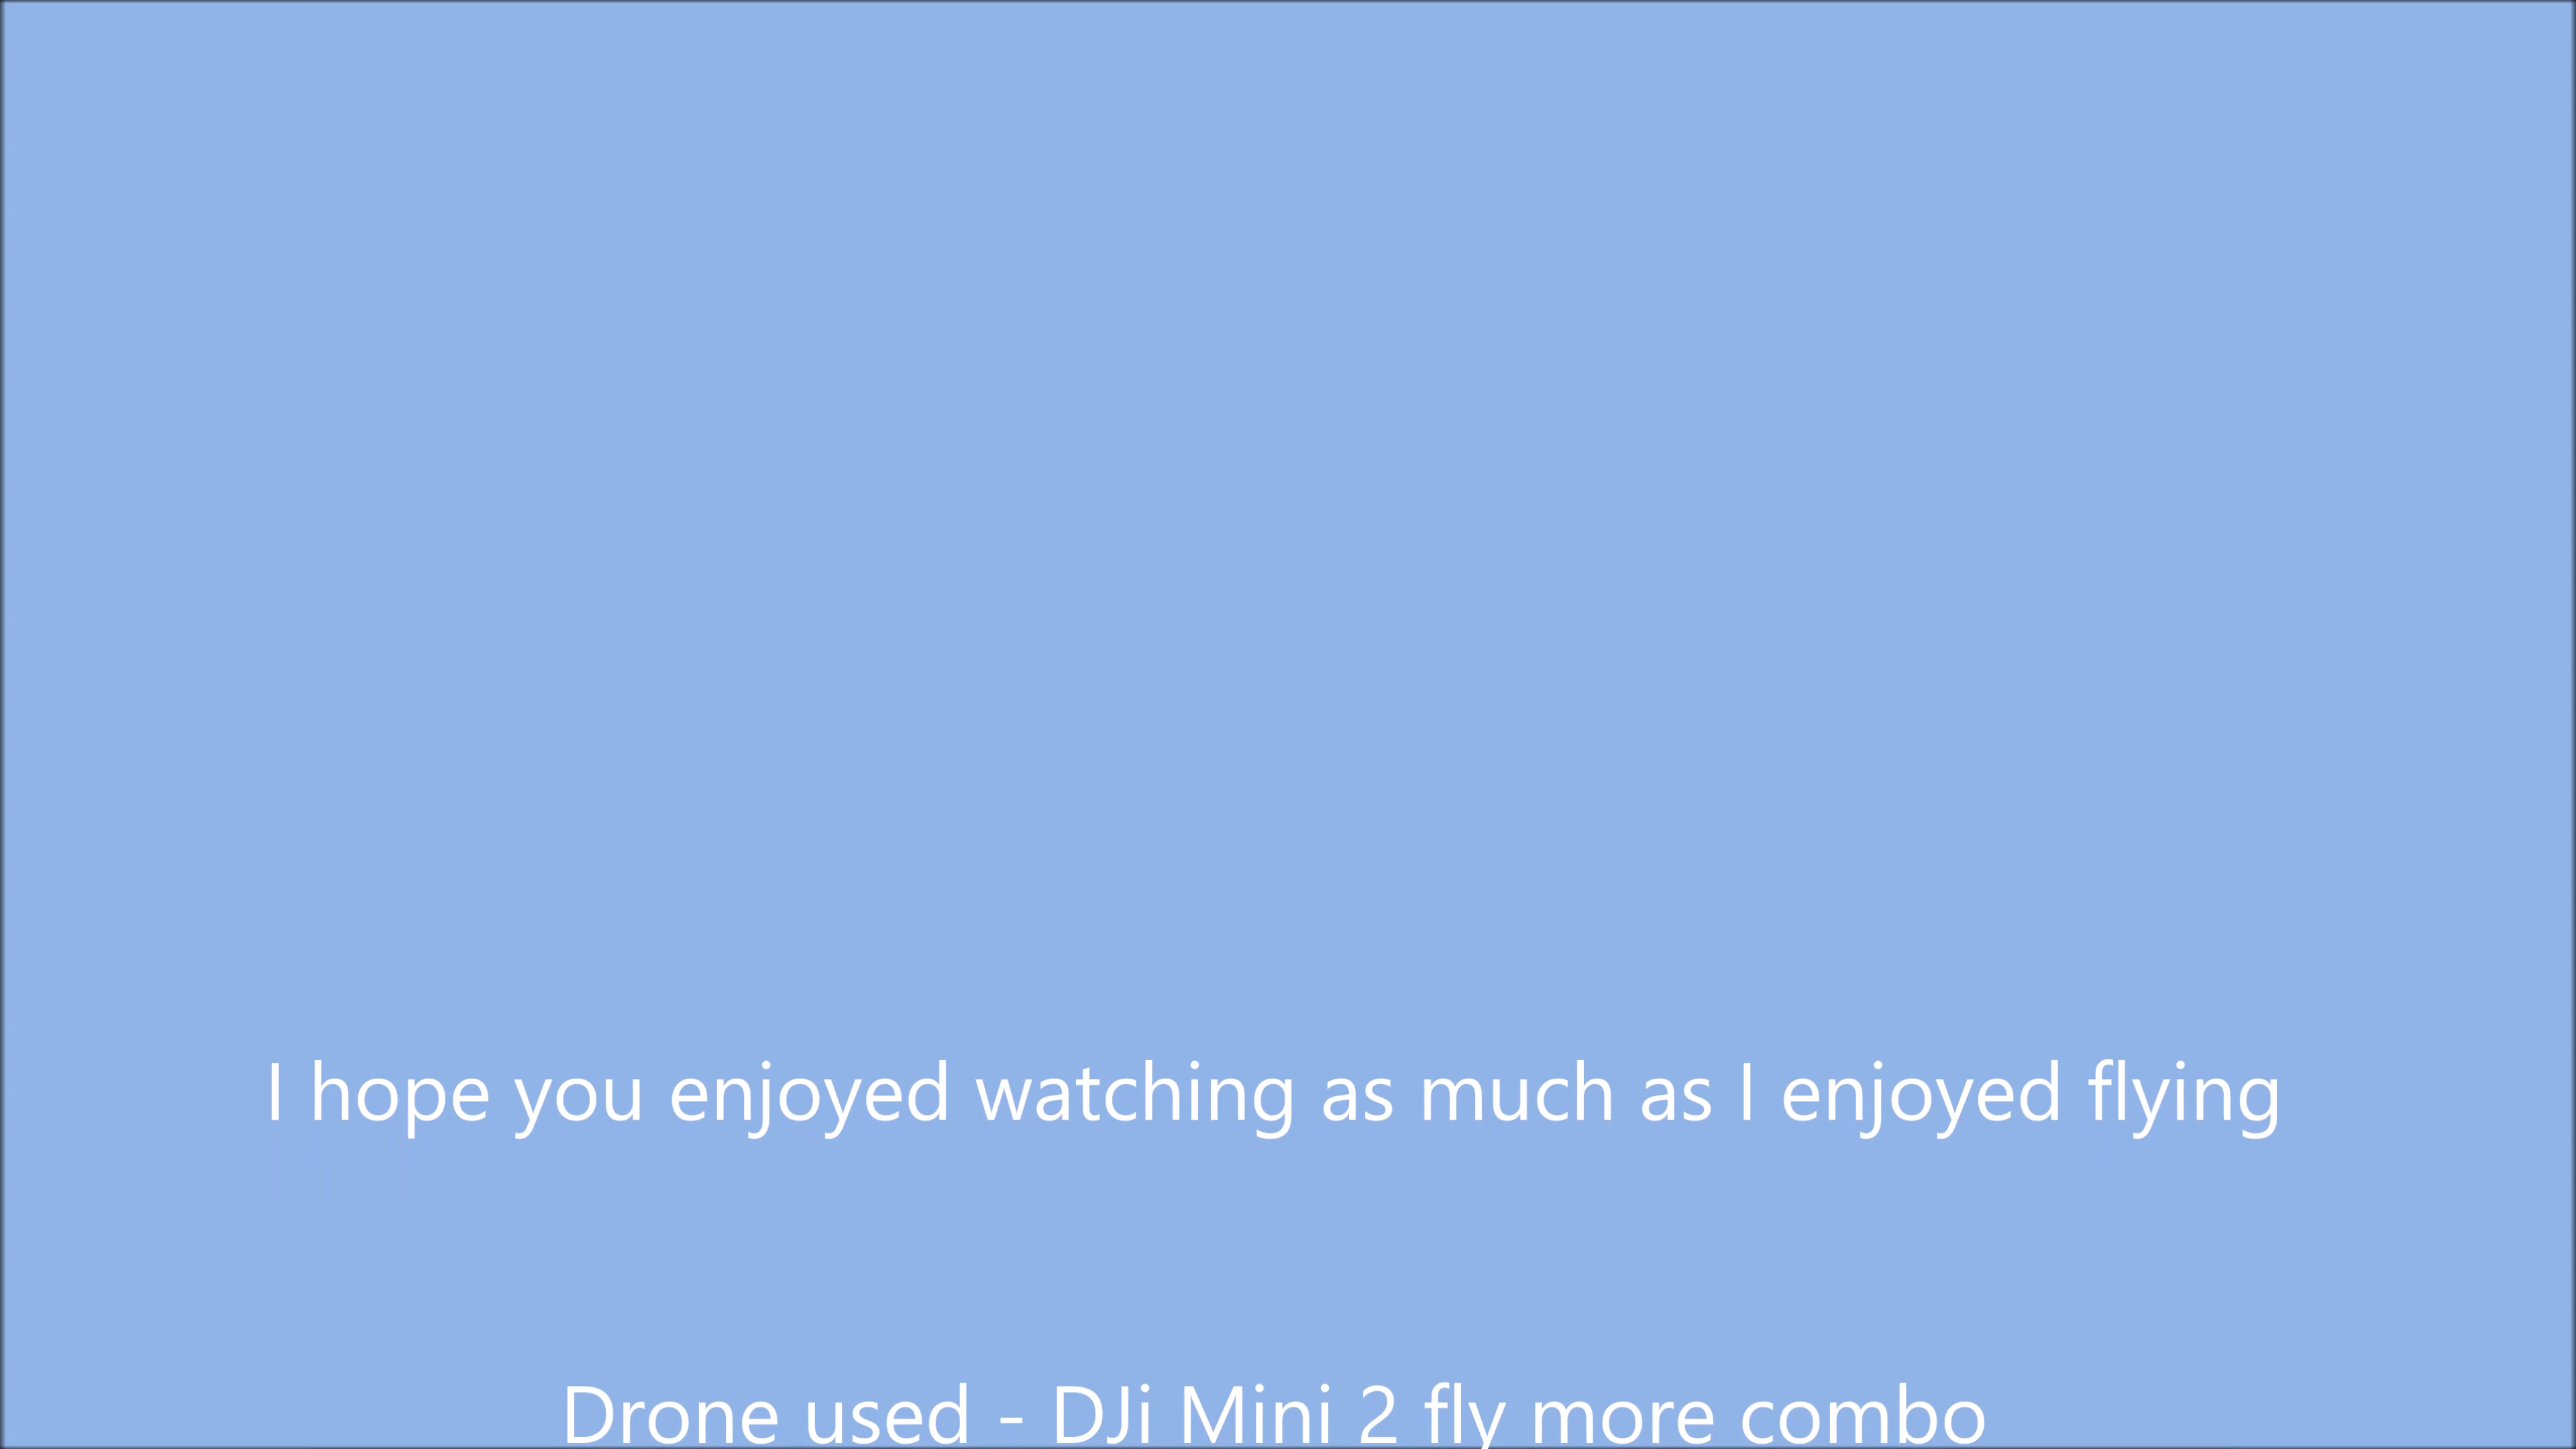 I hope you enjoyed watching as much as I enjoyed flying
Drone used - DJi Mini 2 fly more combo